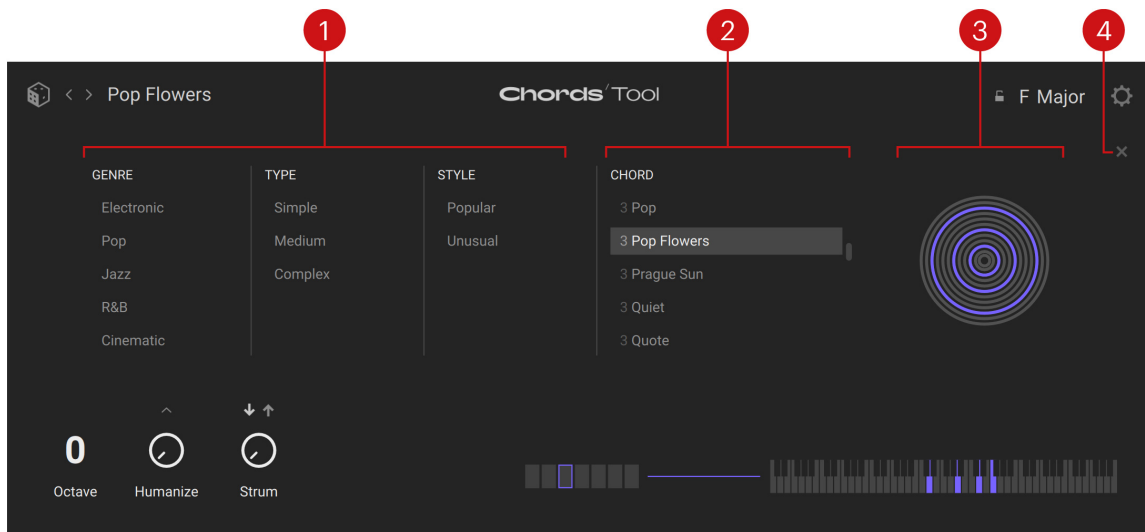 1 2 3 4
Pop Flowers Chords' Tool F Major
GENRE TYPE STYLE CHORD
Electronic Simple Popular 3 Pop
Pop Medium Unusual 3 Pop Flowers
Jazz Complex 3 Prague Sun
R&B 3 Quiet
Cinematic 3 Quote
0
Octave Humanize Strum